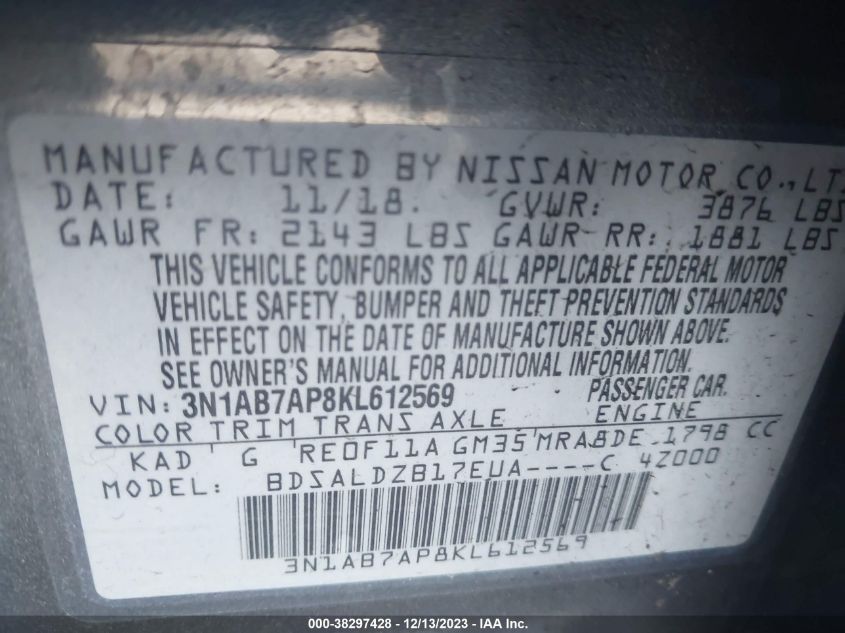 MANUFACTURED BY NISSAN MOTOR CO., LT
DATE: 11/18. GVWR: 3876 LBS
GAWR FR: 2143 LBS GAWR RR: 1881 LBS
THIS VEHICLE CONFORMS TO ALL APPLICABLE FEDERAL MOTOR
VEHICLE SAFETY, BUMPER AND THEFT PREVENTION STANDARDS
IN EFFECT ON THE DATE OF MANUFACTURE SHOWN ABOVE.
SEE OWNER'S MANUAL FOR ADDITIONAL INFORMATION.
VIN: 3N1AB7AP8KL612569 PASSENGER CAR.
COLOR TRIM TRANS AXLE ENGINE
KAD G RE0F11A GM35 MRA8DE 1798 CC
MODEL: BDSALDZB17EUA----C 4Z000
3N1AB7AP8KL612569
000-38297428 - 12/13/2023 - IAA Inc.